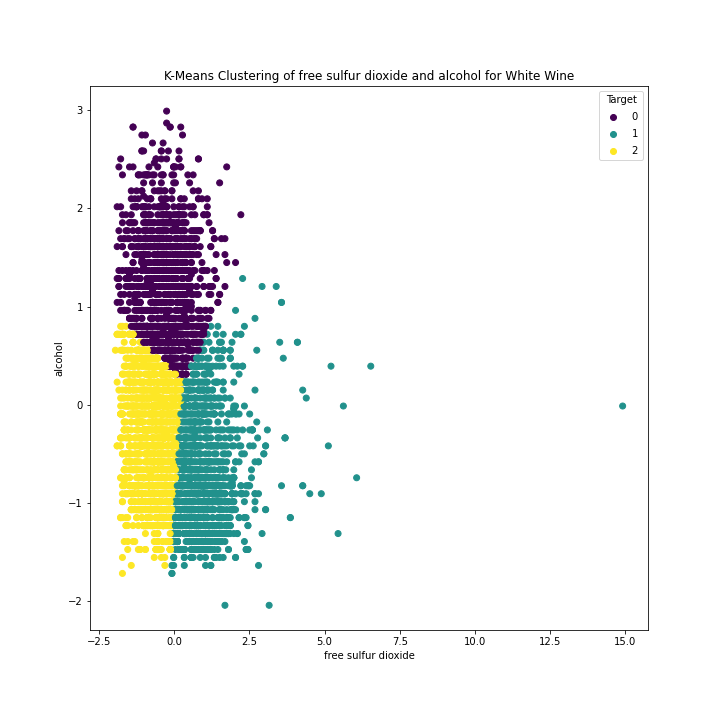 K-Means Clustering of free sulfur dioxide and alcohol for White Wine
Target
0
1
2
3
2
1
0
−1
−2
alcohol
−2.5 0.0 2.5 5.0 7.5 10.0 12.5 15.0
free sulfur dioxide